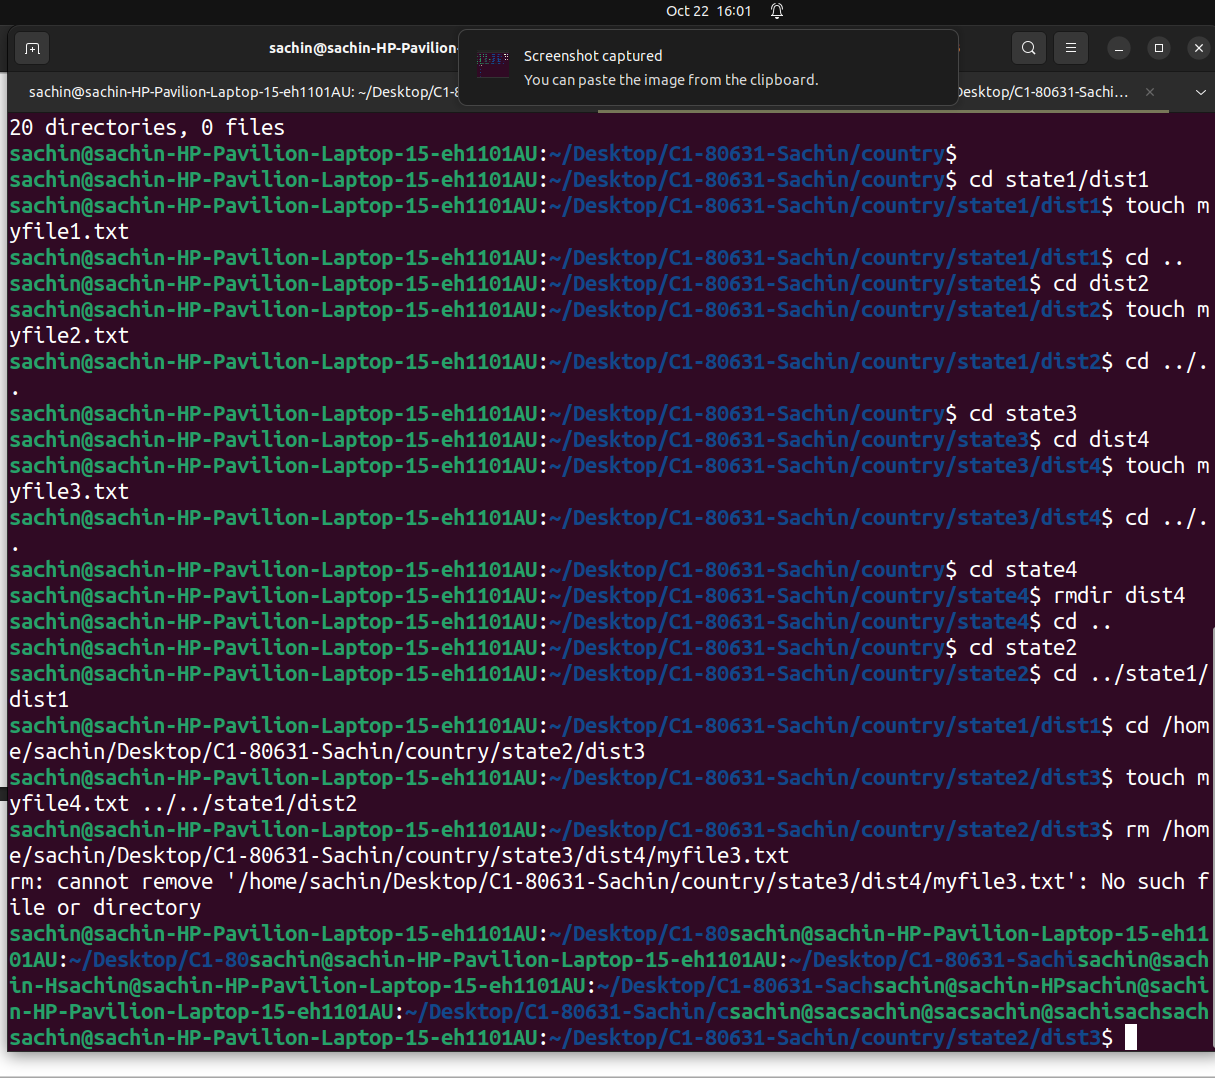 Oct 22 16:01
sachin@sachin-HP-Pavilion-
Screenshot captured
You can paste the image from the clipboard.
sachin@sachin-HP-Pavilion-Laptop-15-eh1101AU: ~/Desktop/C1-8
Desktop/C1-80631-Sachi...
20 directories, 0 files
sachin@sachin-HP-Pavilion-Laptop-15-eh1101AU:~/Desktop/C1-80631-Sachin/country$
sachin@sachin-HP-Pavilion-Laptop-15-eh1101AU:~/Desktop/C1-80631-Sachin/country$ cd state1/dist1
sachin@sachin-HP-Pavilion-Laptop-15-eh1101AU:~/Desktop/C1-80631-Sachin/country/state1/dist1$ touch m
yfile1.txt
sachin@sachin-HP-Pavilion-Laptop-15-eh1101AU:~/Desktop/C1-80631-Sachin/country/state1/dist1$ cd ..
sachin@sachin-HP-Pavilion-Laptop-15-eh1101AU:~/Desktop/C1-80631-Sachin/country/state1$ cd dist2
sachin@sachin-HP-Pavilion-Laptop-15-eh1101AU:~/Desktop/C1-80631-Sachin/country/state1/dist2$ touch m
yfile2.txt
sachin@sachin-HP-Pavilion-Laptop-15-eh1101AU:~/Desktop/C1-80631-Sachin/country/state1/dist2$ cd ../.
.
sachin@sachin-HP-Pavilion-Laptop-15-eh1101AU:~/Desktop/C1-80631-Sachin/country$ cd state3
sachin@sachin-HP-Pavilion-Laptop-15-eh1101AU:~/Desktop/C1-80631-Sachin/country/state3$ cd dist4
sachin@sachin-HP-Pavilion-Laptop-15-eh1101AU:~/Desktop/C1-80631-Sachin/country/state3/dist4$ touch m
yfile3.txt
sachin@sachin-HP-Pavilion-Laptop-15-eh1101AU:~/Desktop/C1-80631-Sachin/country/state3/dist4$ cd ../.
.
sachin@sachin-HP-Pavilion-Laptop-15-eh1101AU:~/Desktop/C1-80631-Sachin/country$ cd state4
sachin@sachin-HP-Pavilion-Laptop-15-eh1101AU:~/Desktop/C1-80631-Sachin/country/state4$ rmdir dist4
sachin@sachin-HP-Pavilion-Laptop-15-eh1101AU:~/Desktop/C1-80631-Sachin/country/state4$ cd ..
sachin@sachin-HP-Pavilion-Laptop-15-eh1101AU:~/Desktop/C1-80631-Sachin/country$ cd state2
sachin@sachin-HP-Pavilion-Laptop-15-eh1101AU:~/Desktop/C1-80631-Sachin/country/state2$ cd ../state1/
dist1
sachin@sachin-HP-Pavilion-Laptop-15-eh1101AU:~/Desktop/C1-80631-Sachin/country/state1/dist1$ cd /hom
e/sachin/Desktop/C1-80631-Sachin/country/state2/dist3
sachin@sachin-HP-Pavilion-Laptop-15-eh1101AU:~/Desktop/C1-80631-Sachin/country/state2/dist3$ touch m
yfile4.txt ../../state1/dist2
sachin@sachin-HP-Pavilion-Laptop-15-eh1101AU:~/Desktop/C1-80631-Sachin/country/state2/dist3$ rm /hom
e/sachin/Desktop/C1-80631-Sachin/country/state3/dist4/myfile3.txt
rm: cannot remove '/home/sachin/Desktop/C1-80631-Sachin/country/state3/dist4/myfile3.txt': No such f
ile or directory
sachin@sachin-HP-Pavilion-Laptop-15-eh1101AU:~/Desktop/C1-80sachin@sachin-HP-Pavilion-Laptop-15-eh11
01AU:~/Desktop/C1-80sachin@sachin-HP-Pavilion-Laptop-15-eh1101AU:~/Desktop/C1-80631-Sachisachin@sach
in-Hsachin@sachin-HP-Pavilion-Laptop-15-eh1101AU:~/Desktop/C1-80631-Sachsachin@sachin-HPsachin@sachi
n-HP-Pavilion-Laptop-15-eh1101AU:~/Desktop/C1-80631-Sachin/csachin@sacsachin@sacsachin@sachisachsach
sachin@sachin-HP-Pavilion-Laptop-15-eh1101AU:~/Desktop/C1-80631-Sachin/country/state2/dist3$